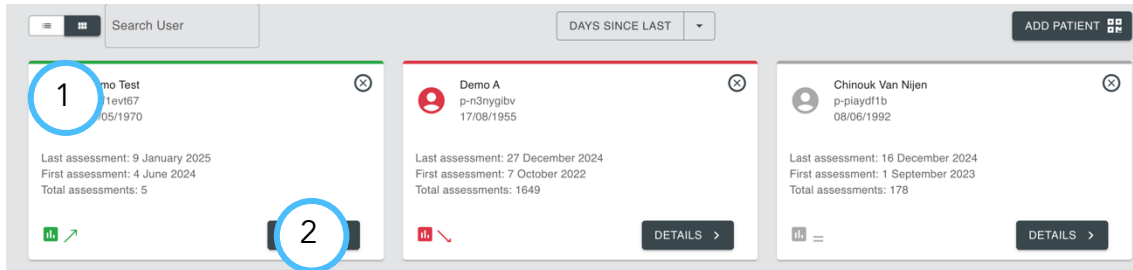 Search User
DAYS SINCE LAST
ADD PATIENT
1
mo Test
1evt67
05/1970
Last assessment: 9 January 2025
First assessment: 4 June 2024
Total assessments: 5
2
Demo A
p-n3nygibv
17/08/1955
Last assessment: 27 December 2024
First assessment: 7 October 2022
Total assessments: 1649
DETAILS >
Chinouk Van Nijen
p-piaydf1b
08/06/1992
Last assessment: 16 December 2024
First assessment: 1 September 2023
Total assessments: 178
DETAILS >